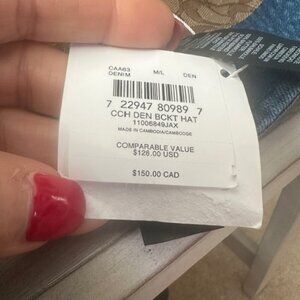 CAA63 M/L DEN
DENIM
7 22947 80989 7
CCH DEN BCKT HAT
11006849JAX
MADE IN CAMBODIA/CAMBODGE
COMPARABLE VALUE
$128.00 USD
$150.00 CAD